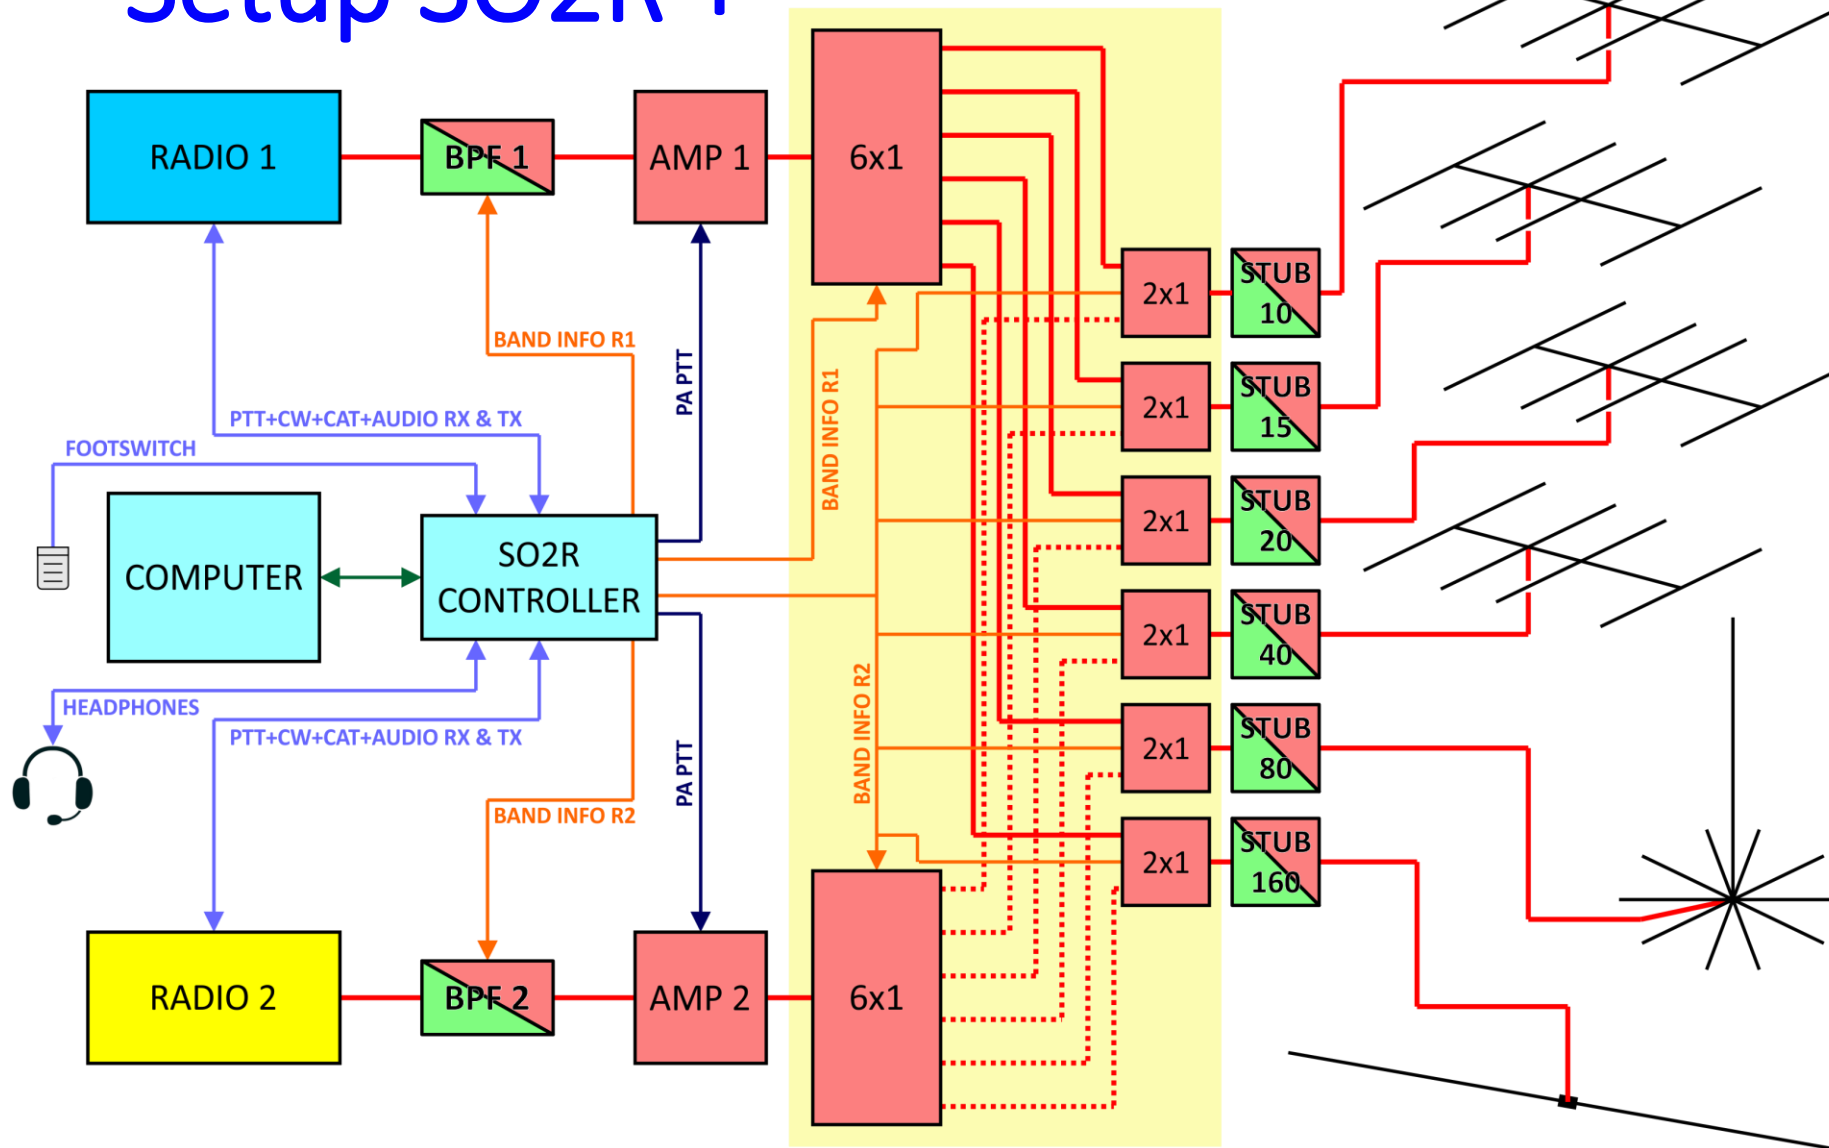 Setup SO2R +
RADIO 1
BPF 1
AMP 1
6x1
BAND INFO R1
PTT+CW+CAT+AUDIO RX & TX
FOOTSWITCH
PA PTT
BAND INFO R1
COMPUTER
SO2R
CONTROLLER
HEADPHONES
PTT+CW+CAT+AUDIO RX & TX
PA PTT
BAND INFO R2
BAND INFO R2
RADIO 2
BPF 2
AMP 2
6x1
2x1
STUB
10
2x1
STUB
15
2x1
STUB
20
2x1
STUB
40
2x1
STUB
80
2x1
STUB
160